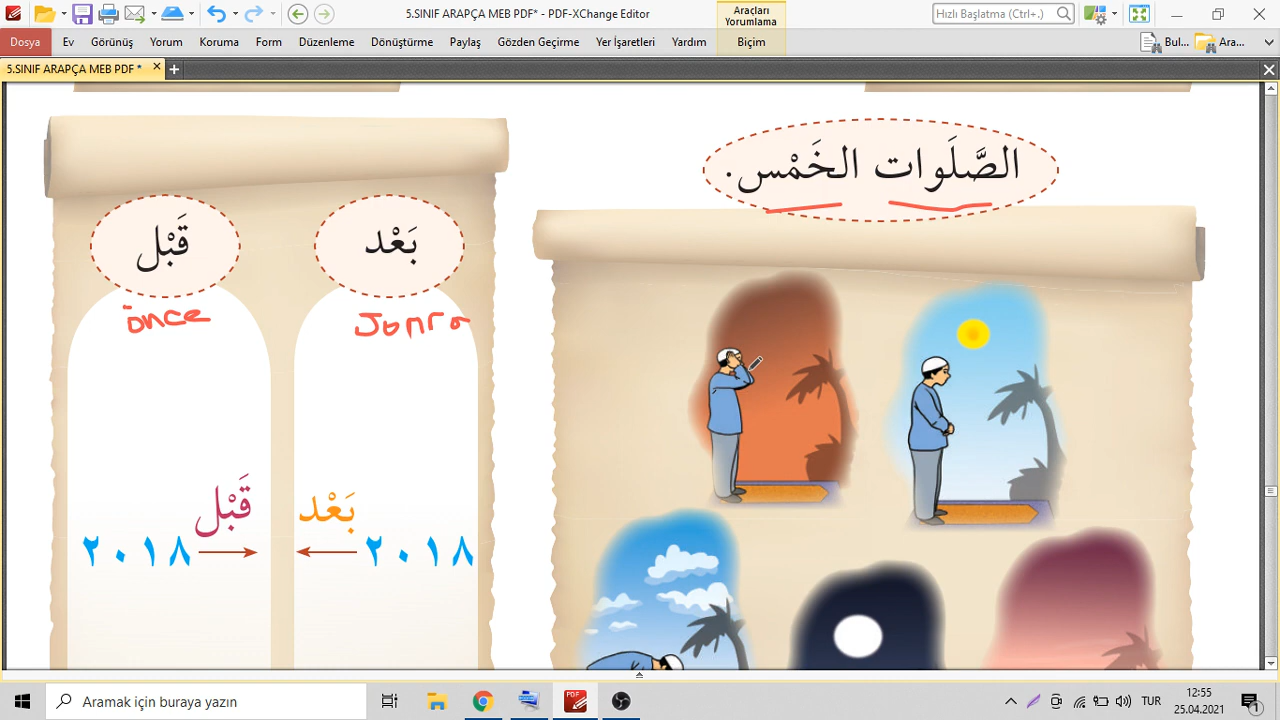 5.SINIF ARAPÇA MEB PDF* - PDF-XChange Editor
Araçları Yorumlama
Hızlı Başlatma (Ctrl+.)
Dosya Ev Görünüş Yorum Koruma Form Düzenleme Dönüştürme Paylaş Gözden Geçirme Yer İşaretleri Yardım Biçim Bul... Ara...
5.SINIF ARAPÇA MEB PDF *
الصَّلَوات الخَمْس.
بَعْد
قَبْل
sonra
önce
بَعْد
٢٠١٨
قَبْل
٢٠١٨
PDF
Aramak için buraya yazın
TUR
12:55
25.04.2021
1